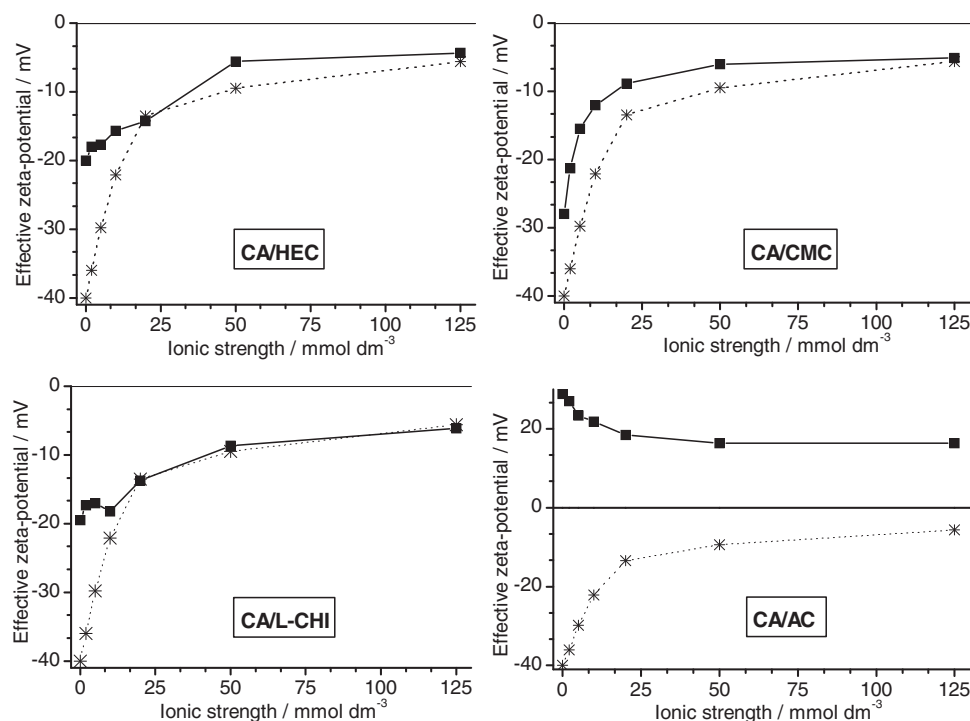 Effective zeta-potential / mV
0
-10
-20
-30
-40
CA/HEC
0 25 50 75 100 125
Ionic strength / mmol dm⁻³
Effective zeta-potential / mV
0
-10
-20
-30
-40
CA/CMC
0 25 50 75 100 125
Ionic strength / mmol dm⁻³
Effective zeta-potential / mV
0
-10
-20
-30
-40
CA/L-CHI
0 25 50 75 100 125
Ionic strength / mmol dm⁻³
Effective zeta-potential / mV
20
0
-20
-40
CA/AC
0 25 50 75 100 125
Ionic strength / mmol dm⁻³